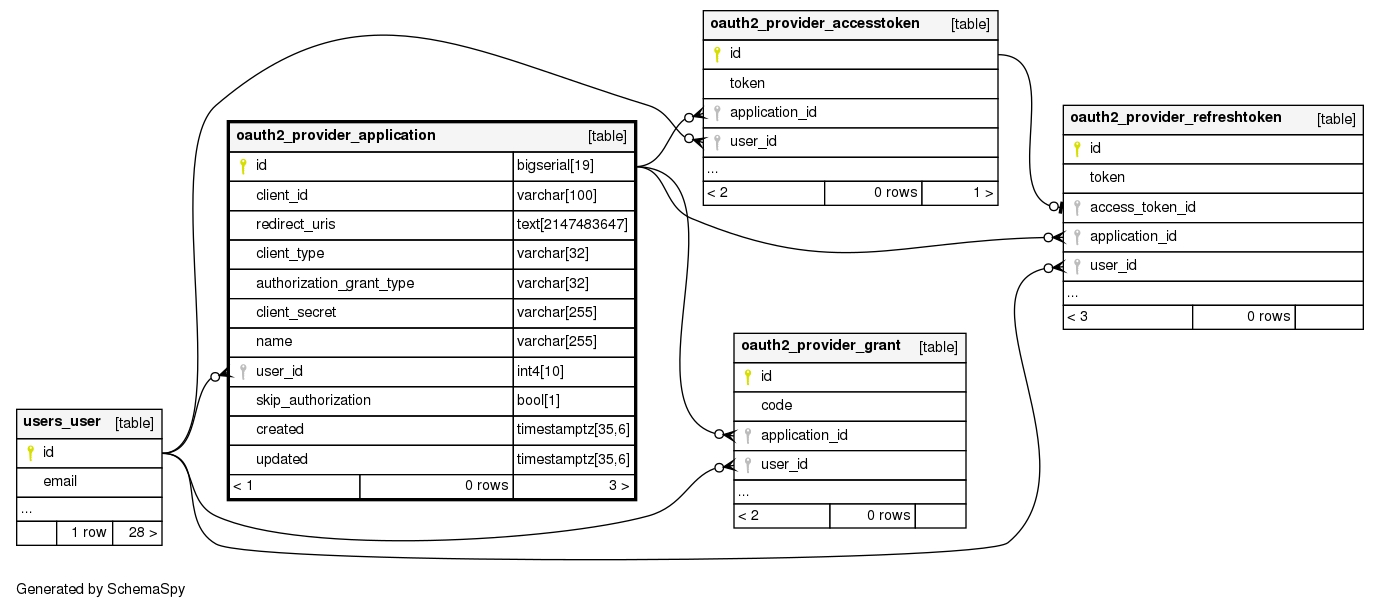 oauth2_provider_accesstoken [table]
id
token
application_id
user_id
...
< 2 0 rows 1 >
oauth2_provider_refreshtoken [table]
id
token
access_token_id
application_id
user_id
...
< 3 0 rows
oauth2_provider_application [table]
id bigserial[19]
client_id varchar[100]
redirect_uris text[2147483647]
client_type varchar[32]
authorization_grant_type varchar[32]
client_secret varchar[255]
name varchar[255]
user_id int4[10]
skip_authorization bool[1]
created timestamptz[35,6]
updated timestamptz[35,6]
< 1 0 rows 3 >
oauth2_provider_grant [table]
id
code
application_id
user_id
...
< 2 0 rows
users_user [table]
id
email
...
1 row 28 >
Generated by SchemaSpy